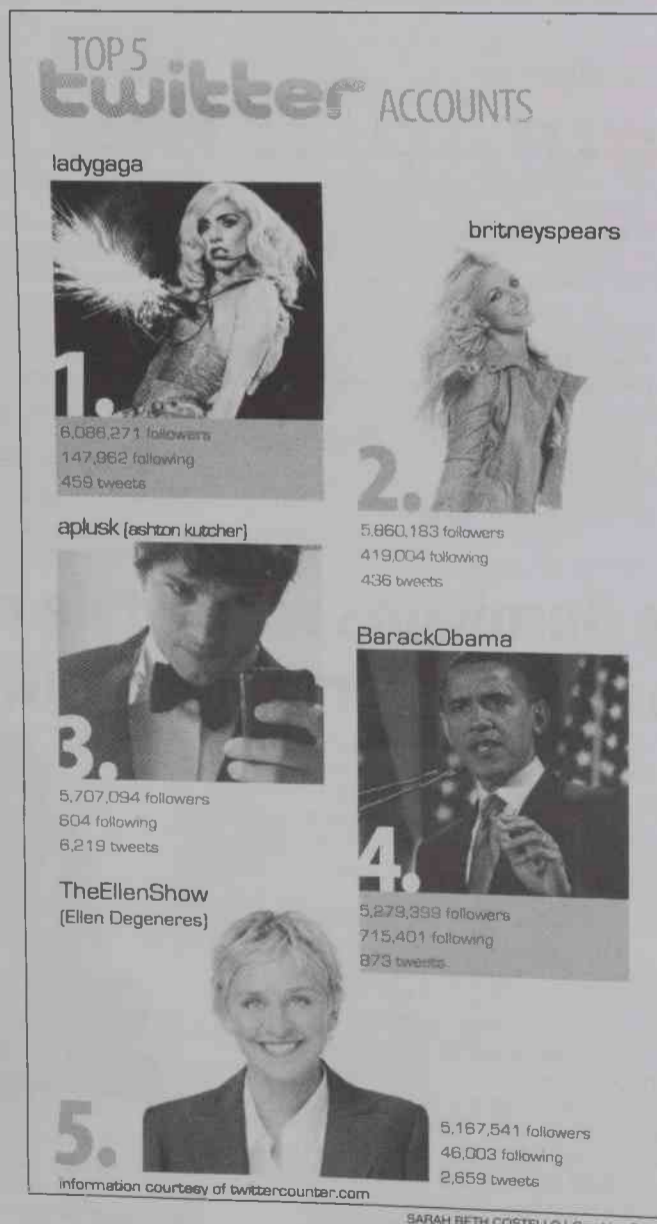 TOP 5
twitter ACCOUNTS
ladygaga
1.
6,086,271 followers
147,962 following
459 tweets
britneyspears
2.
5,860,183 followers
419,004 following
436 tweets
aplusk (ashton kutcher)
3.
5,707,094 followers
604 following
6,219 tweets
BarackObama
4.
5,279,399 followers
715,401 following
873 tweets
TheEllenShow
(Ellen Degeneres)
5.
5,167,541 followers
46,003 following
2,659 tweets
information courtesy of twittercounter.com
SARAH BETH COSTELLO